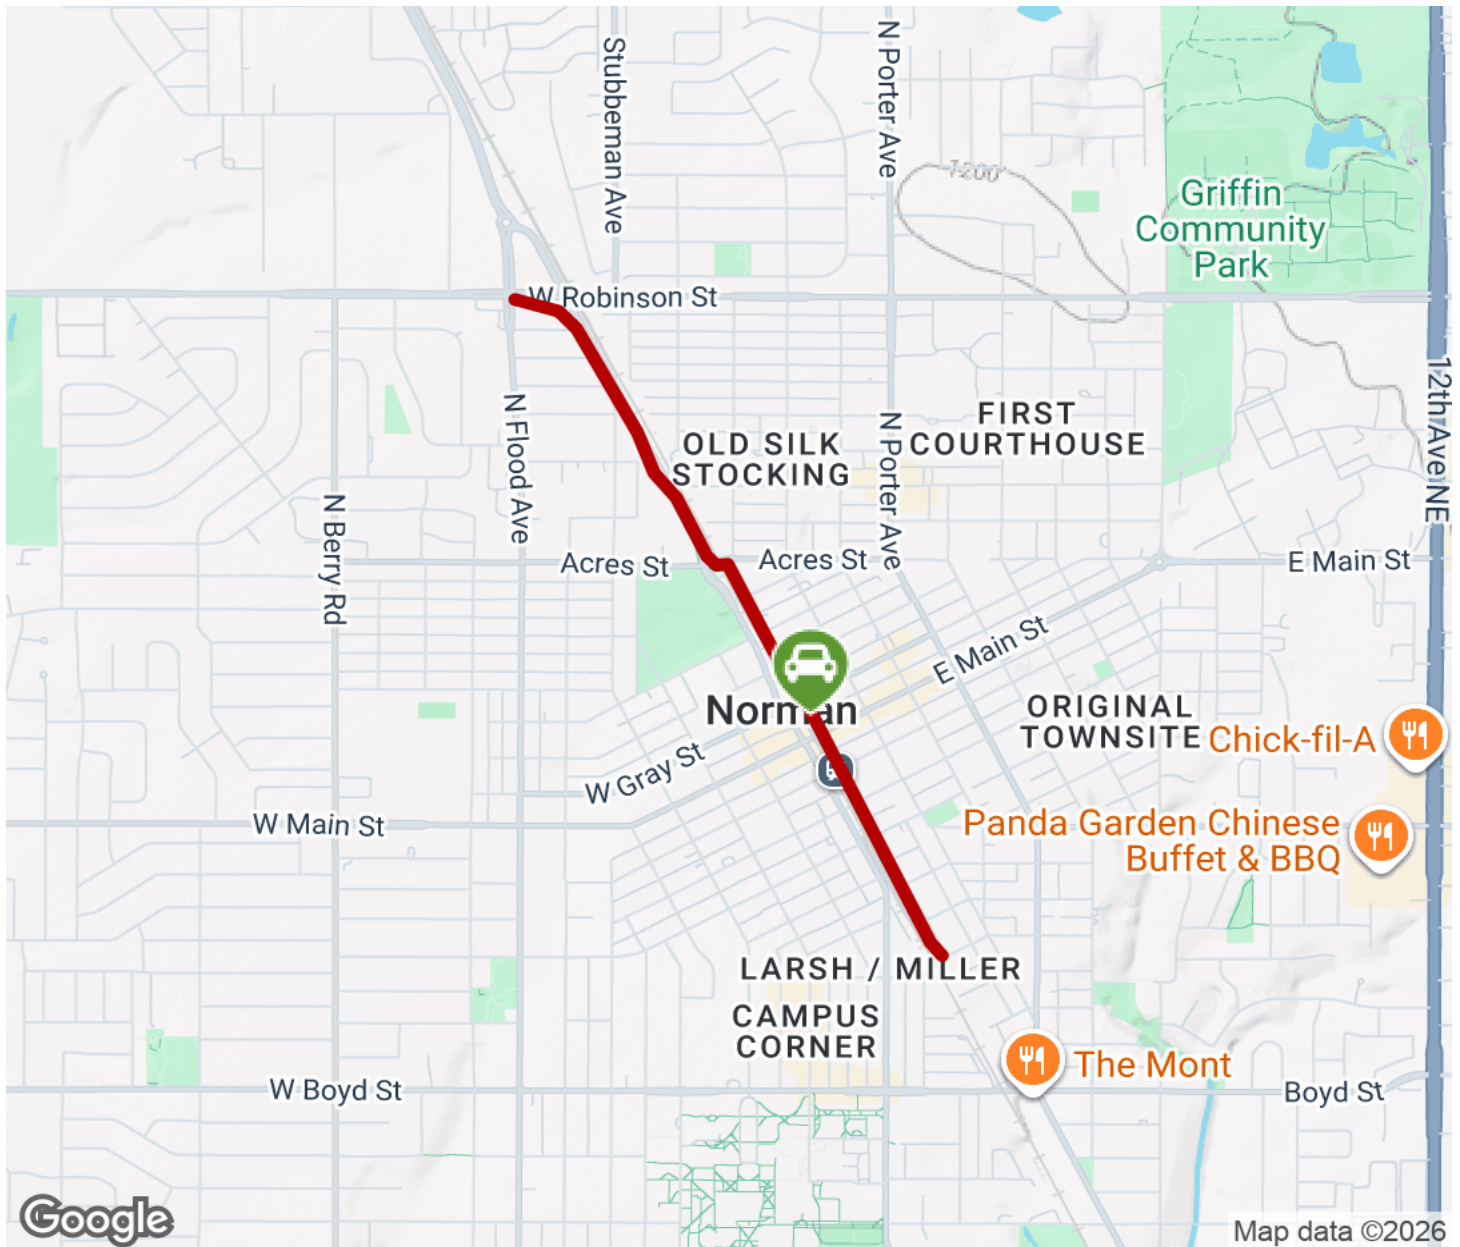 Stubbeman Ave
N Porter Ave
1200'
Griffin
Community
Park
W Robinson St
12th Ave NE
N Flood Ave
FIRST
COURTHOUSE
OLD SILK
STOCKING
N Porter Ave
N Berry Rd
Acres St
Acres St
E Main St
E Main St
Norman
ORIGINAL
TOWNSITE
Chick-fil-A
W Gray St
W Main St
Panda Garden Chinese
Buffet & BBQ
LARSH / MILLER
CAMPUS
CORNER
The Mont
W Boyd St
Boyd St
Google
Map data ©2026